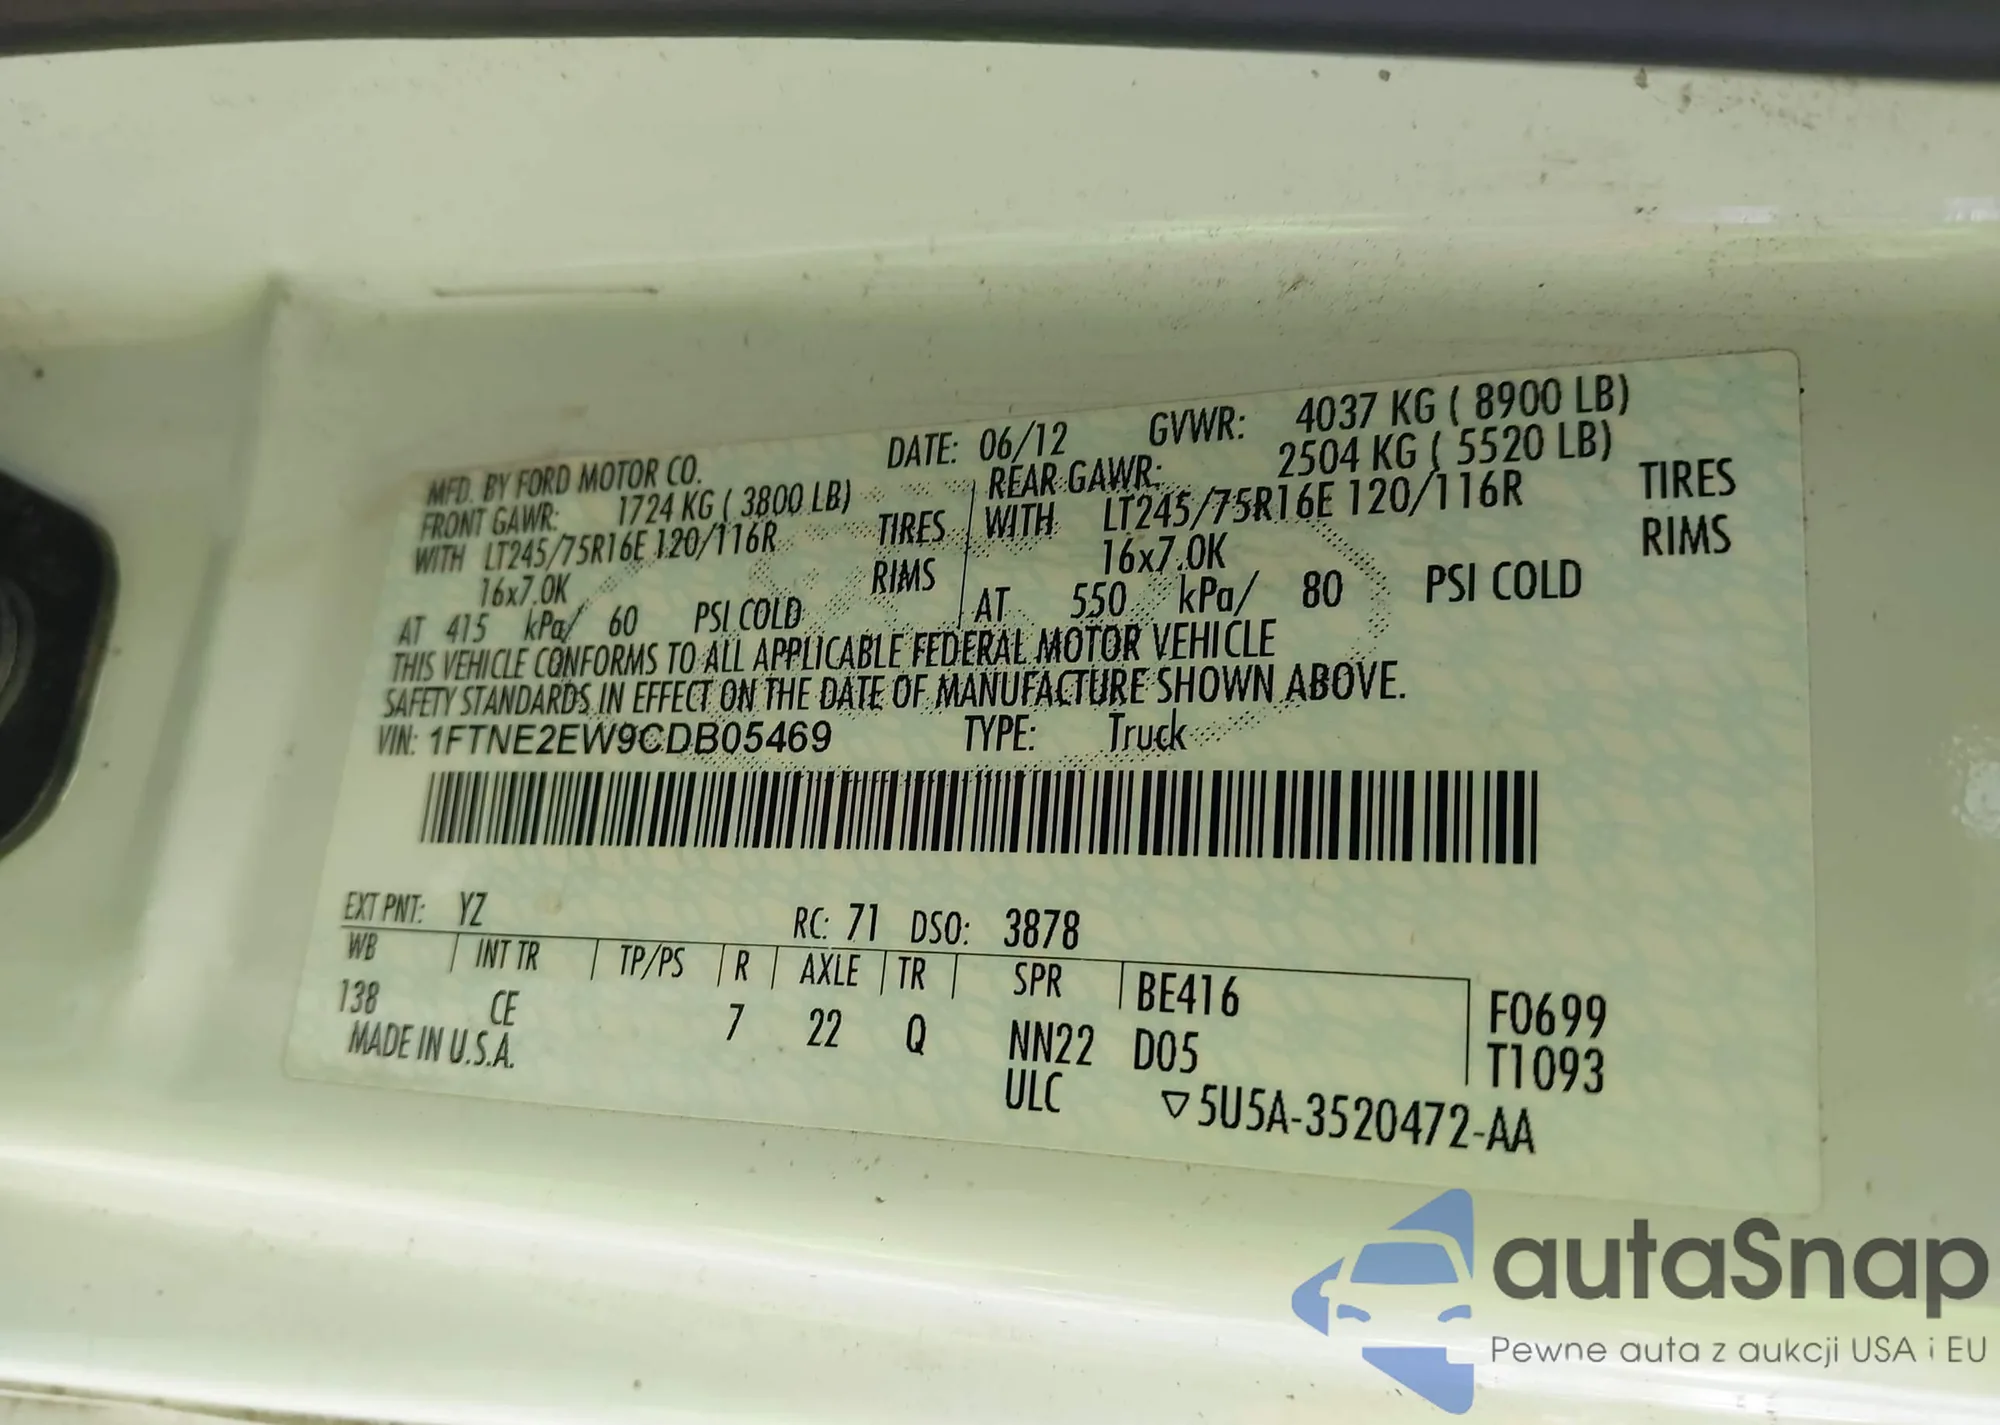 MFD. BY FORD MOTOR CO. DATE: 06/12 GVWR: 4037 KG ( 8900 LB)
FRONT GAWR: 1724 KG ( 3800 LB) REAR GAWR: 2504 KG ( 5520 LB)
WITH LT245/75R16E 120/116R TIRES WITH LT245/75R16E 120/116R TIRES
16x7.0K RIMS 16x7.0K RIMS
AT 415 kPa/ 60 PSI COLD AT 550 kPa/ 80 PSI COLD
THIS VEHICLE CONFORMS TO ALL APPLICABLE FEDERAL MOTOR VEHICLE
SAFETY STANDARDS IN EFFECT ON THE DATE OF MANUFACTURE SHOWN ABOVE.
VIN: 1FTNE2EW9CDB05469 TYPE: Truck
EXT PNT: YZ RC: 71 DSO: 3878
WB INT TR TP/PS R AXLE TR SPR BE416 F0699
138 CE 7 22 Q NN22 D05 T1093
MADE IN U.S.A. ULC ▽5U5A-3520472-AA
autaSnap
Pewne auta z aukcji USA i EU